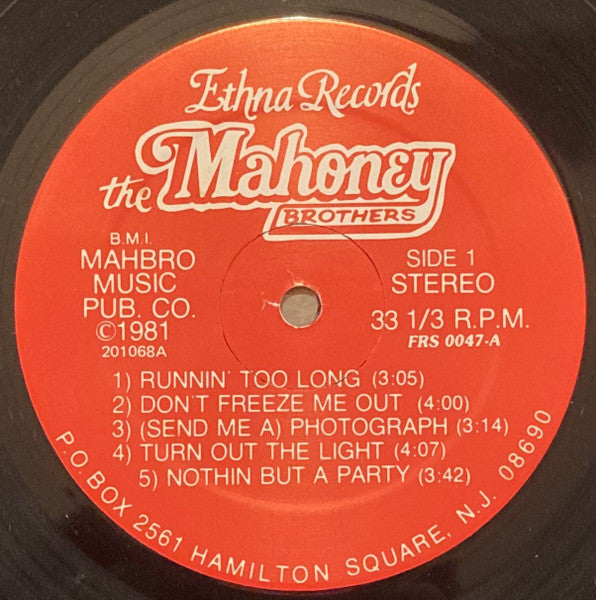 Ethna Records
the Mahoney
BROTHERS
B.M.I.
MAHBRO
MUSIC
PUB. CO.
©1981
201068A
SIDE 1
STEREO
33 1/3 R.P.M.
FRS 0047-A
1) RUNNIN' TOO LONG (3:05)
2) DON'T FREEZE ME OUT (4:00)
3) (SEND ME A) PHOTOGRAPH (3:14)
4) TURN OUT THE LIGHT (4:07)
5) NOTHIN BUT A PARTY (3:42)
P.O. BOX 2561 HAMILTON SQUARE, N.J. 08690